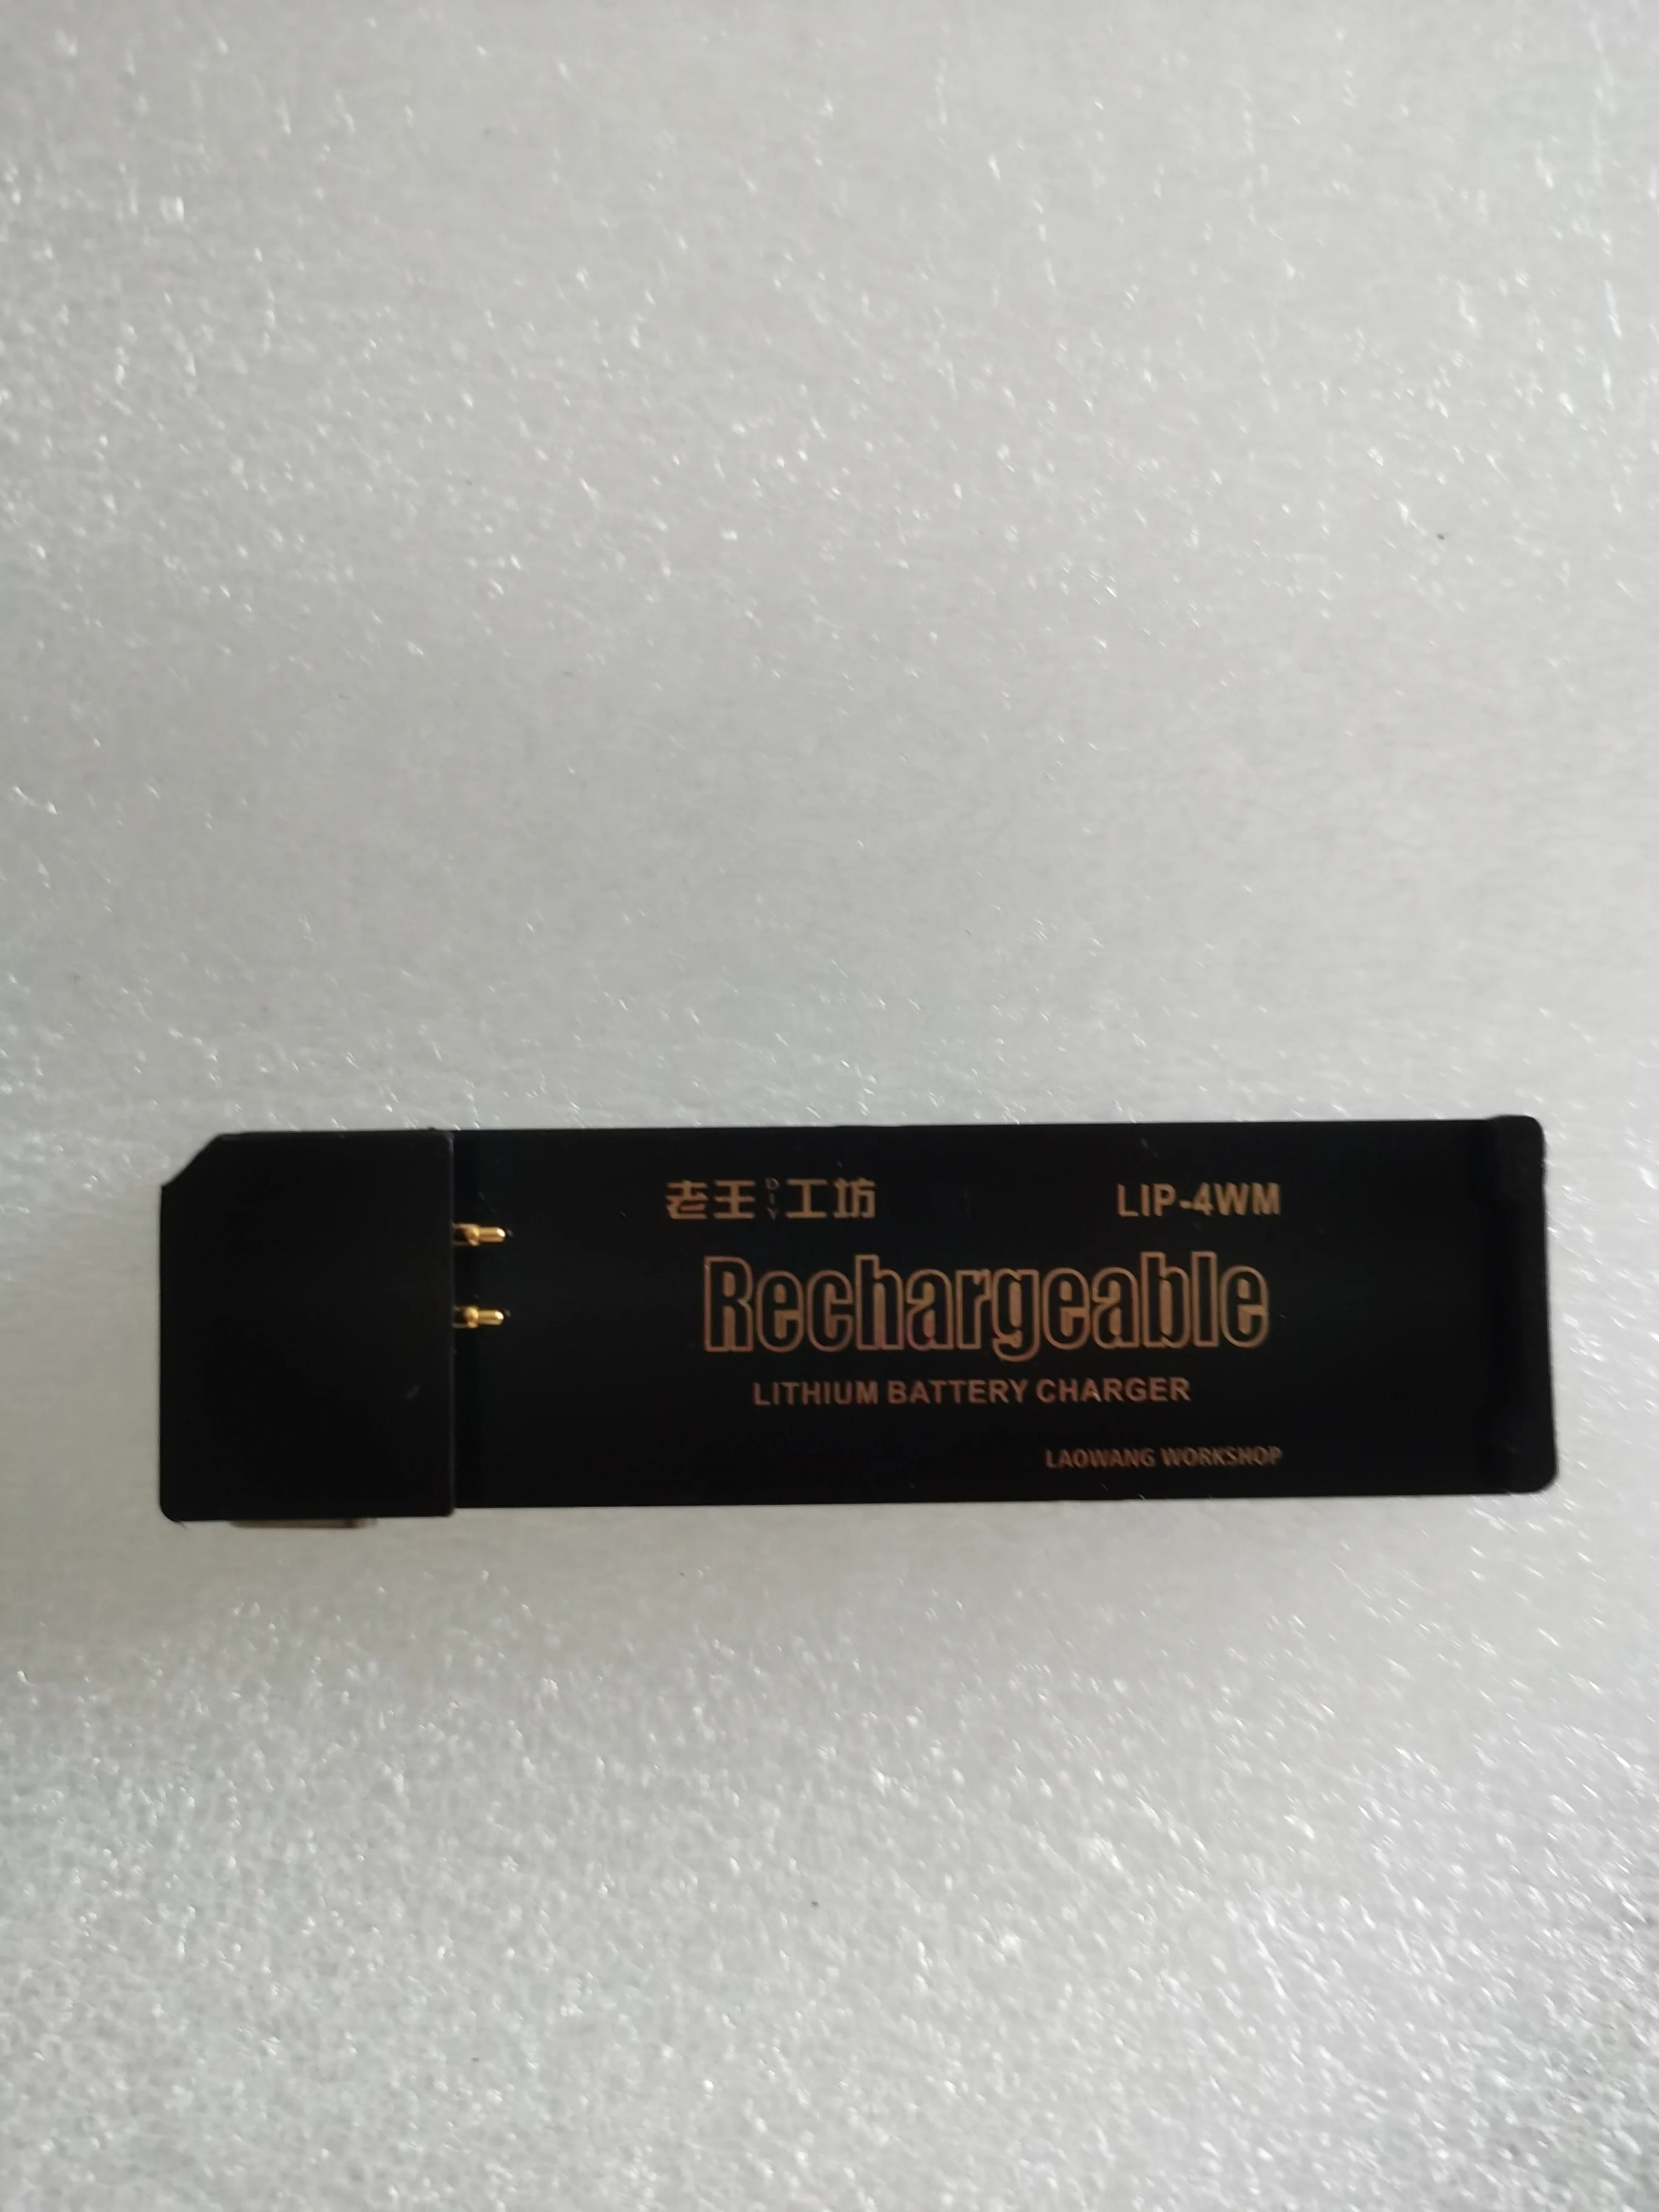 老王DIY工坊 LIP-4WM
Rechargeable
LITHIUM BATTERY CHARGER
LAOWANG WORKSHOP